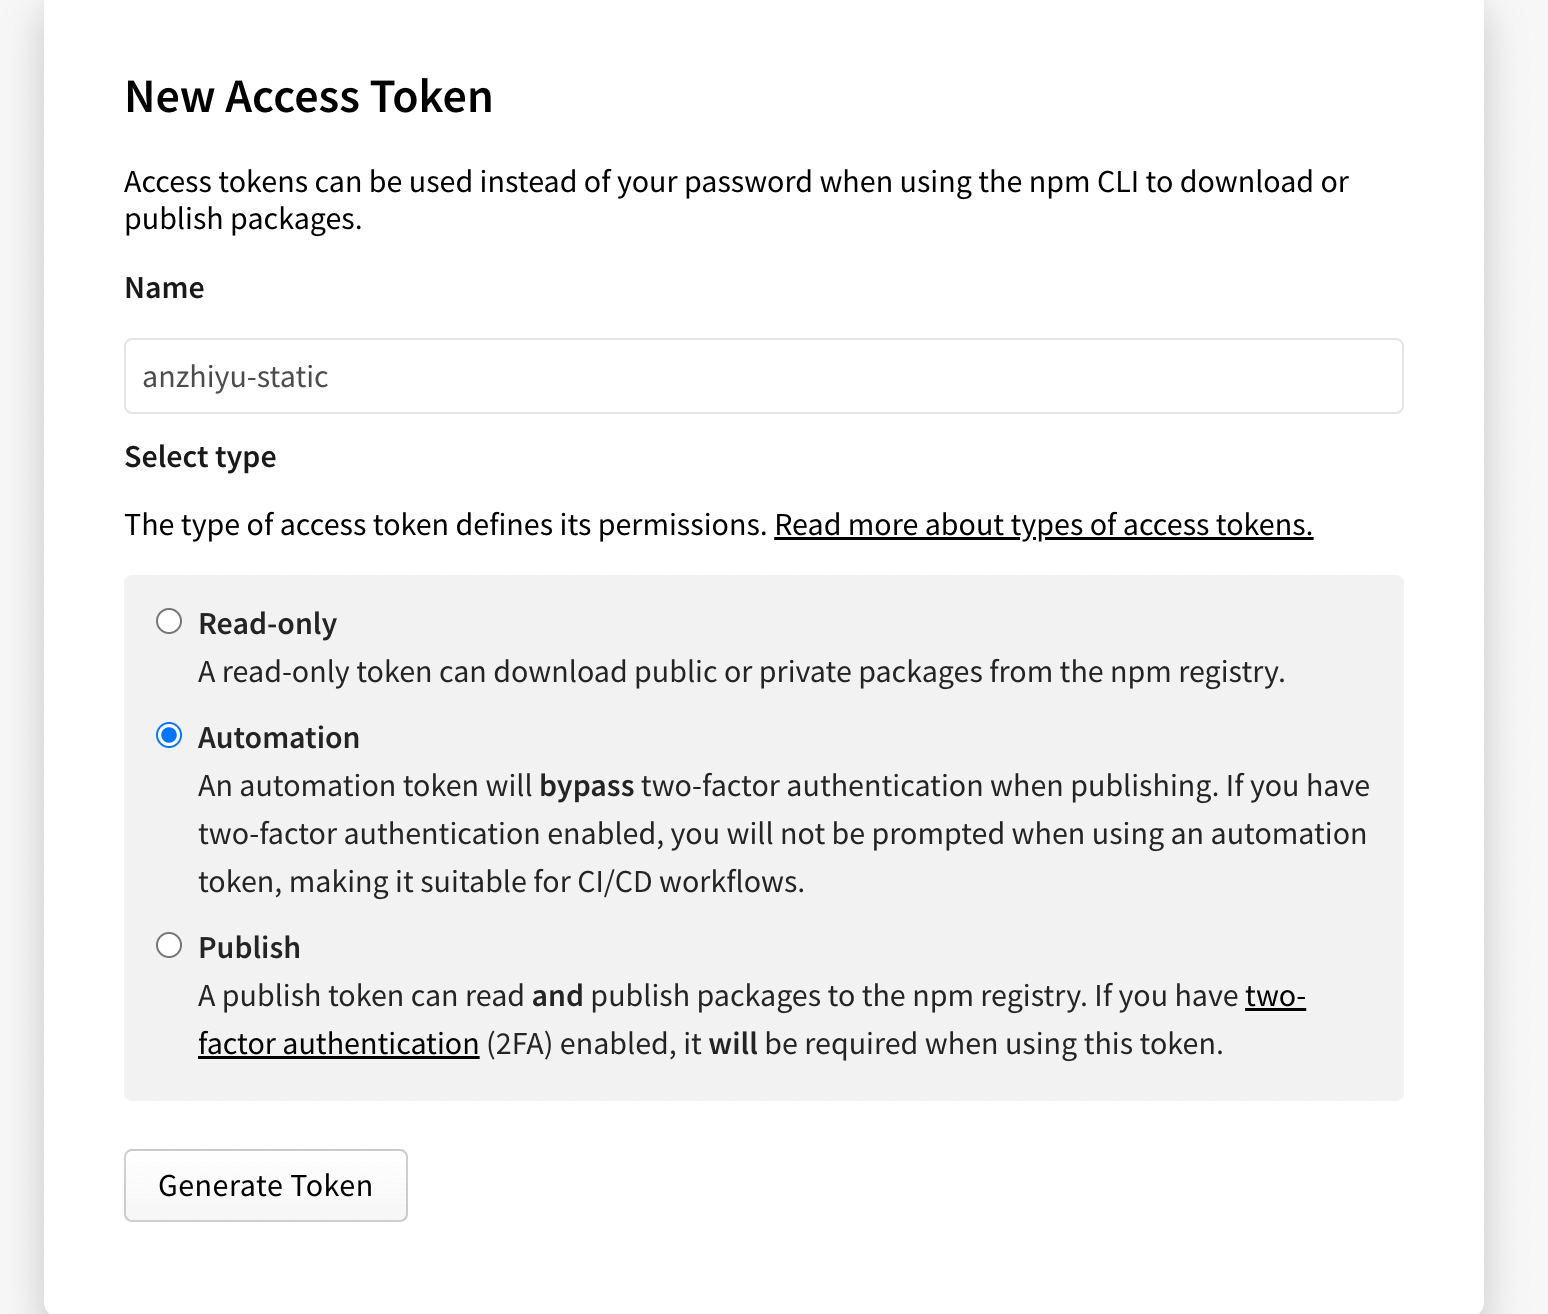 New Access Token
Access tokens can be used instead of your password when using the npm CLI to download or
publish packages.
Name
anzhiyu-static
Select type
The type of access token defines its permissions. Read more about types of access tokens.
Read-only
A read-only token can download public or private packages from the npm registry.
Automation
An automation token will bypass two-factor authentication when publishing. If you have
two-factor authentication enabled, you will not be prompted when using an automation
token, making it suitable for CI/CD workflows.
Publish
A publish token can read and publish packages to the npm registry. If you have two-
factor authentication (2FA) enabled, it will be required when using this token.
Generate Token